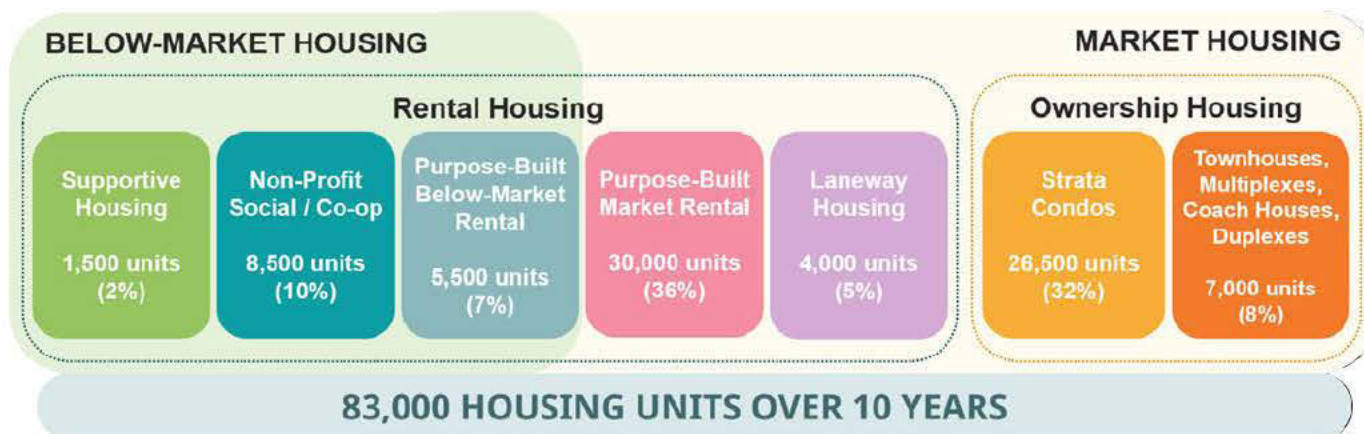 BELOW-MARKET HOUSING
MARKET HOUSING
Rental Housing
Ownership Housing
Supportive
Housing
1,500 units
(2%)
Non-Profit
Social / Co-op
8,500 units
(10%)
Purpose-Built
Below-Market
Rental
5,500 units
(7%)
Purpose-Built
Market Rental
30,000 units
(36%)
Laneway
Housing
4,000 units
(5%)
Strata
Condos
26,500 units
(32%)
Townhouses,
Multiplexes,
Coach Houses,
Duplexes
7,000 units
(8%)
83,000 HOUSING UNITS OVER 10 YEARS